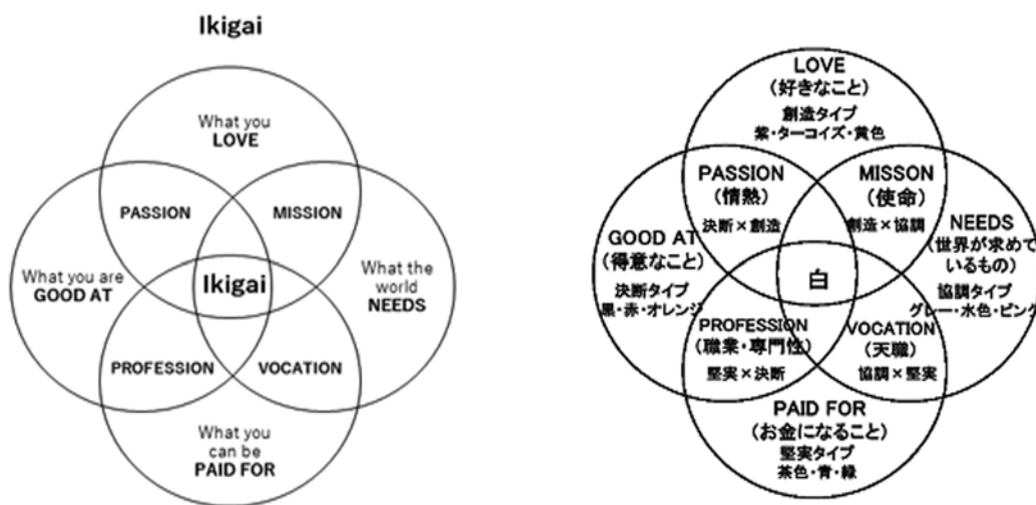 Ikigai
What you
LOVE
PASSION
MISSION
What you are
GOOD AT
Ikigai
What the
world
NEEDS
PROFESSION
VOCATION
What you
can be
PAID FOR
LOVE
(好きなこと)
創造タイプ
紫・ターコイズ・黄色
PASSION
(情熱)
決断×創造
MISSON
(使命)
創造×協調
GOOD AT
(得意なこと)
決断タイプ
黒・赤・オレンジ
白
NEEDS
(世界が求めて
いるもの)
協調タイプ
グレー・水色・ピンク
PROFESSION
(職業・専門性)
堅実×決断
VOCATION
(天職)
協調×堅実
PAID FOR
(お金になること)
堅実タイプ
茶色・青・緑